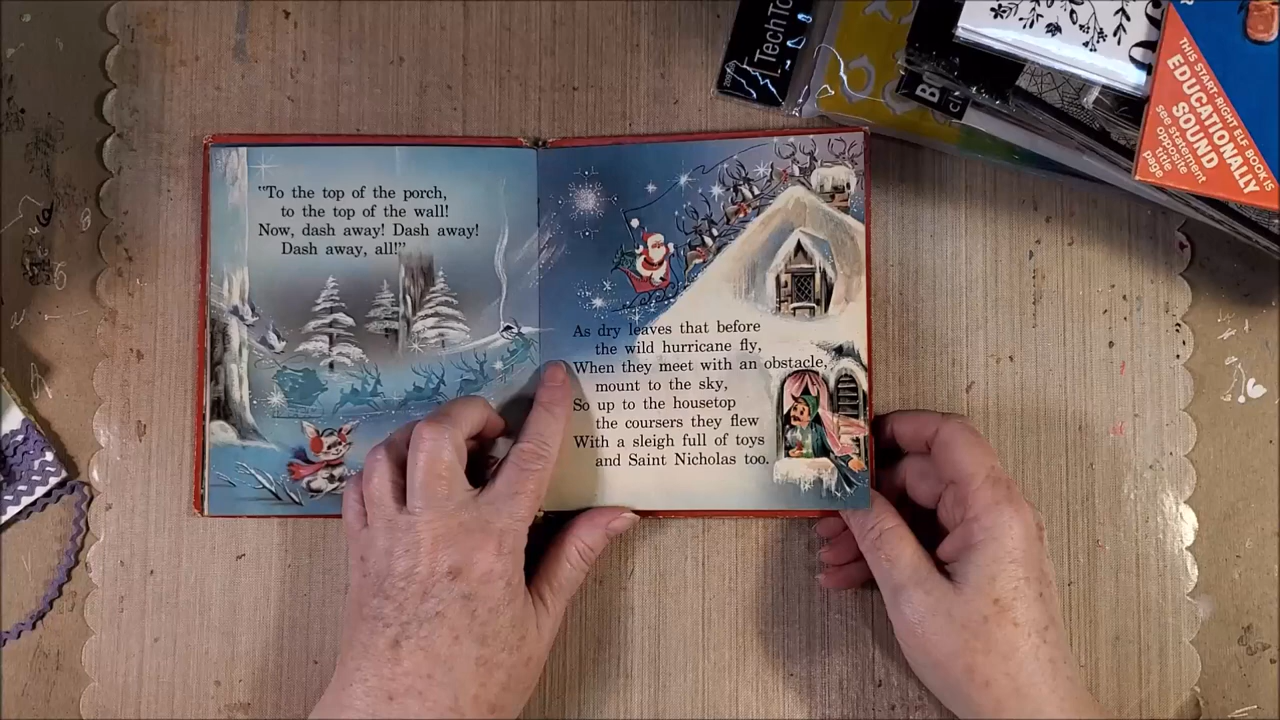 "To the top of the porch,
to the top of the wall!
Now, dash away! Dash away!
Dash away, all!"
As dry leaves that before
the wild hurricane fly,
When they meet with an obstacle,
mount to the sky,
So up to the housetop
the coursers they flew
With a sleigh full of toys
and Saint Nicholas too.
THIS START-RIGHT ELF BOOK IS
EDUCATIONALLY
SOUND
see statement
opposite
title
page